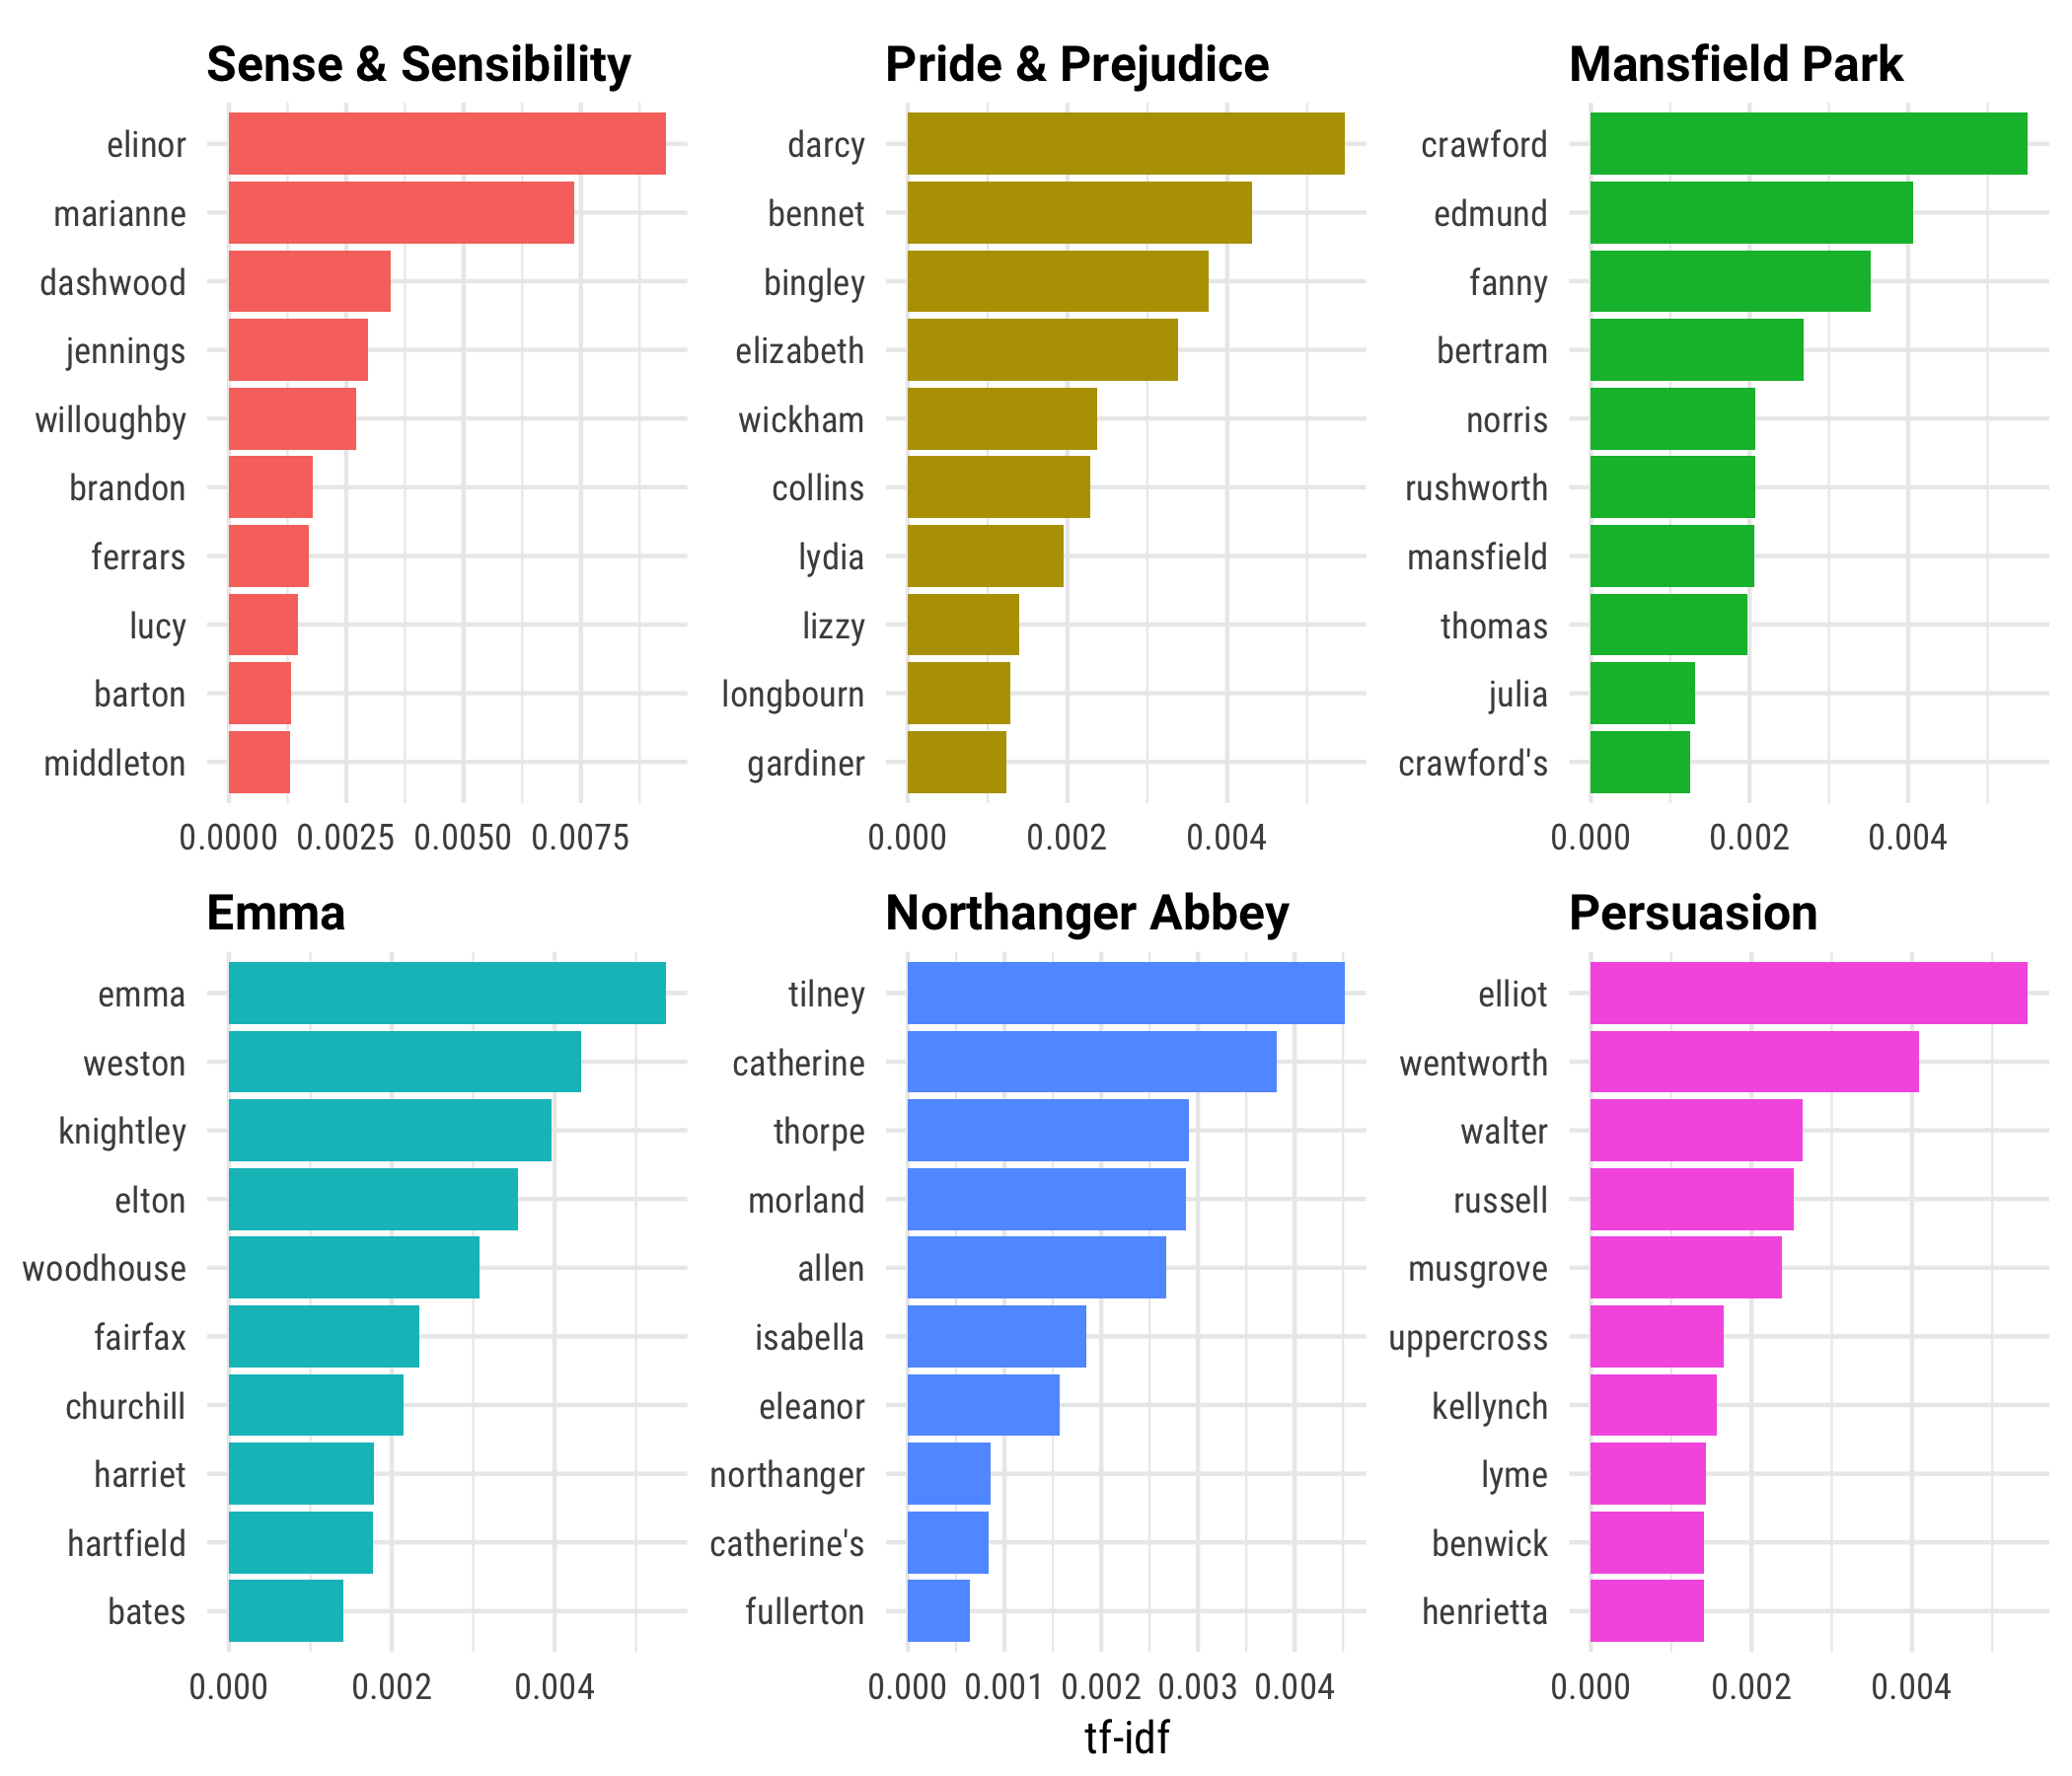 Sense & Sensibility
elinor
marianne
dashwood
jennings
willoughby
brandon
ferrars
lucy
barton
middleton
0.0000 0.0025 0.0050 0.0075
Pride & Prejudice
darcy
bennet
bingley
elizabeth
wickham
collins
lydia
lizzy
longbourn
gardiner
0.000 0.002 0.004
Mansfield Park
crawford
edmund
fanny
bertram
norris
rushworth
mansfield
thomas
julia
crawford's
0.000 0.002 0.004
Emma
emma
weston
knightley
elton
woodhouse
fairfax
churchill
harriet
hartfield
bates
0.000 0.002 0.004
Northanger Abbey
tilney
catherine
thorpe
morland
allen
isabella
eleanor
northanger
catherine's
fullerton
0.000 0.001 0.002 0.003 0.004
Persuasion
elliot
wentworth
walter
russell
musgrove
uppercross
kellynch
lyme
benwick
henrietta
0.000 0.002 0.004
tf-idf